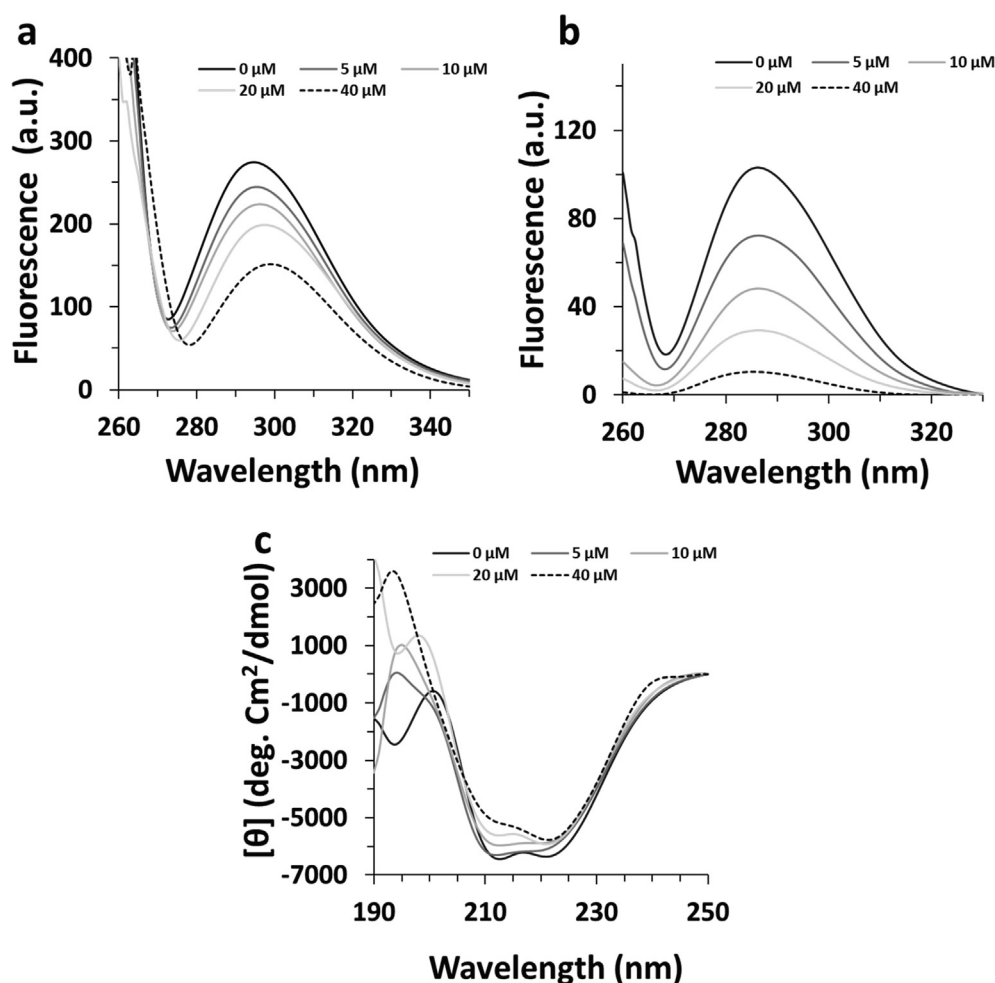 a
0 µM 5 µM 10 µM
20 µM 40 µM
Fluorescence (a.u.)
400
300
200
100
0
260 280 300 320 340
Wavelength (nm)
b
0 µM 5 µM 10 µM
20 µM 40 µM
Fluorescence (a.u.)
120
80
40
0
260 280 300 320
Wavelength (nm)
c
0 µM 5 µM 10 µM
20 µM 40 µM
[θ] (deg. Cm²/dmol)
3000
1000
-1000
-3000
-5000
-7000
190 210 230 250
Wavelength (nm)